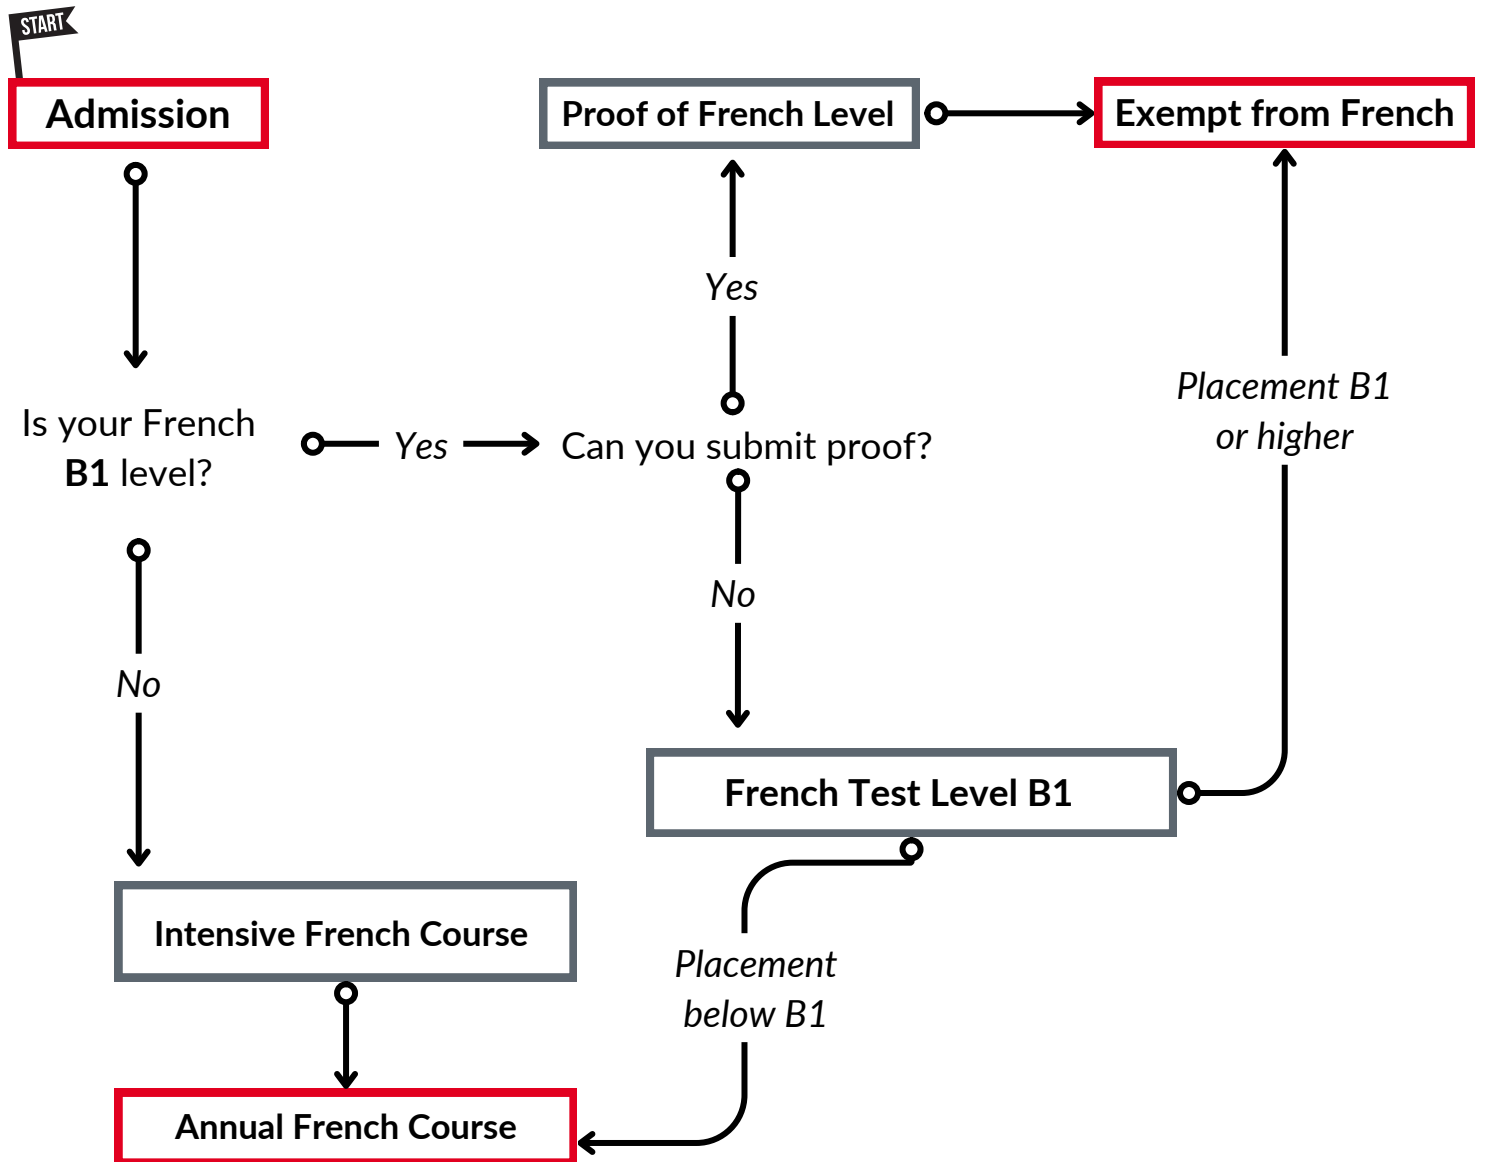 START
Admission
Proof of French Level
Exempt from French
Yes
Placement B1
or higher
Is your French
B1 level?
Yes
Can you submit proof?
No
No
French Test Level B1
Intensive French Course
Placement
below B1
Annual French Course